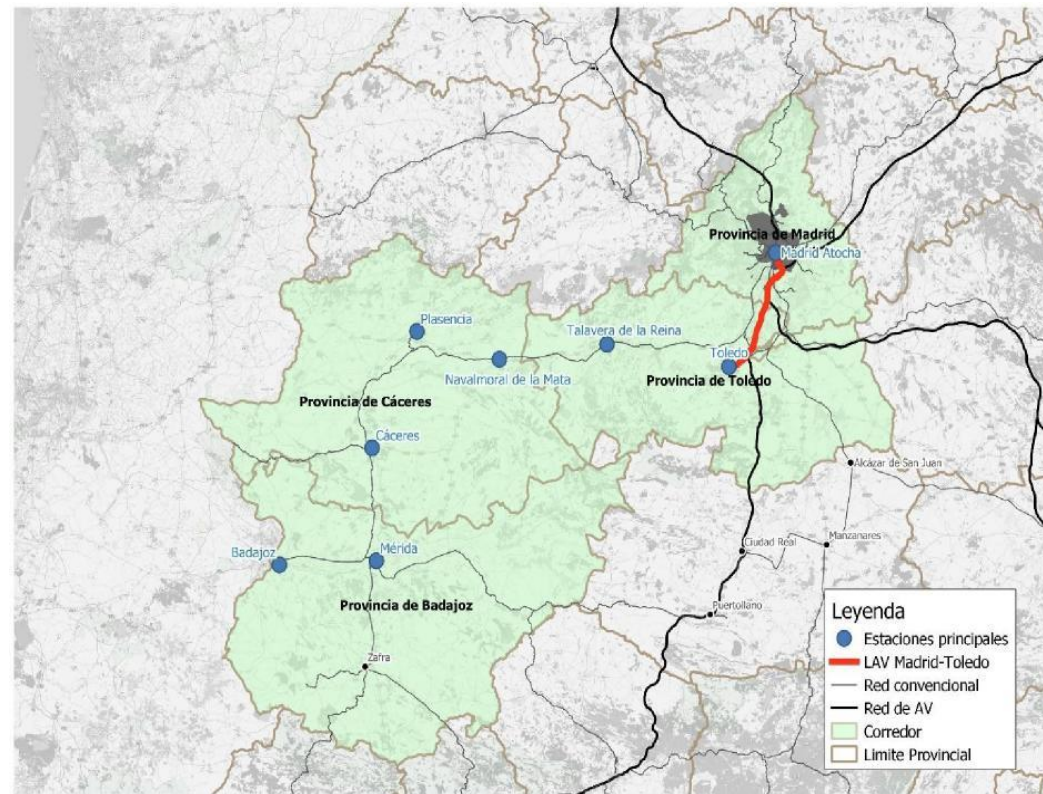 Provincia de Madrid
Madrid Atocha
Plasencia
Talavera de la Reina
Navalmoral de la Mata
Toledo
Provincia de Toledo
Provincia de Cáceres
Cáceres
Alcázar de San Juan
Badajoz
Mérida
Ciudad Real
Manzanares
Provincia de Badajoz
Puertollano
Zafra
Leyenda
Estaciones principales
LAV Madrid-Toledo
Red convencional
Red de AV
Corredor
Limite Provincial